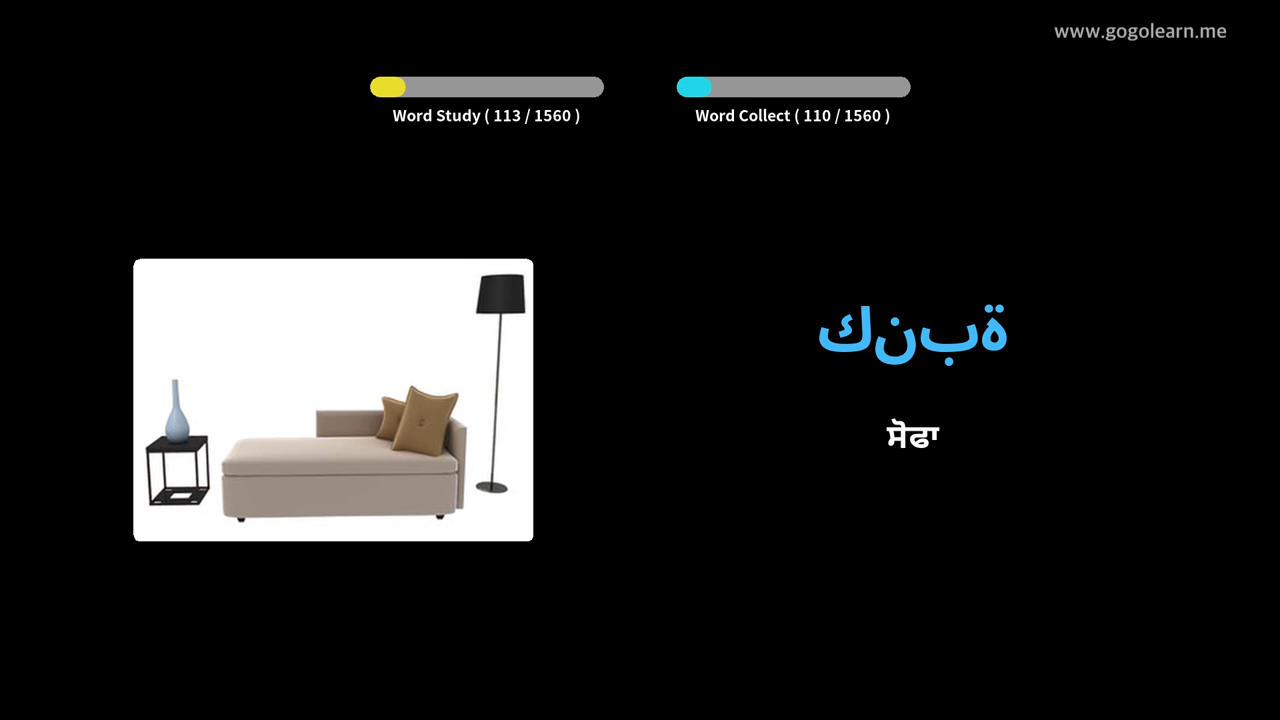 www.gogolearn.me
Word Study ( 113 / 1560 )
Word Collect ( 110 / 1560 )
كنبة
ਸੋਫਾ